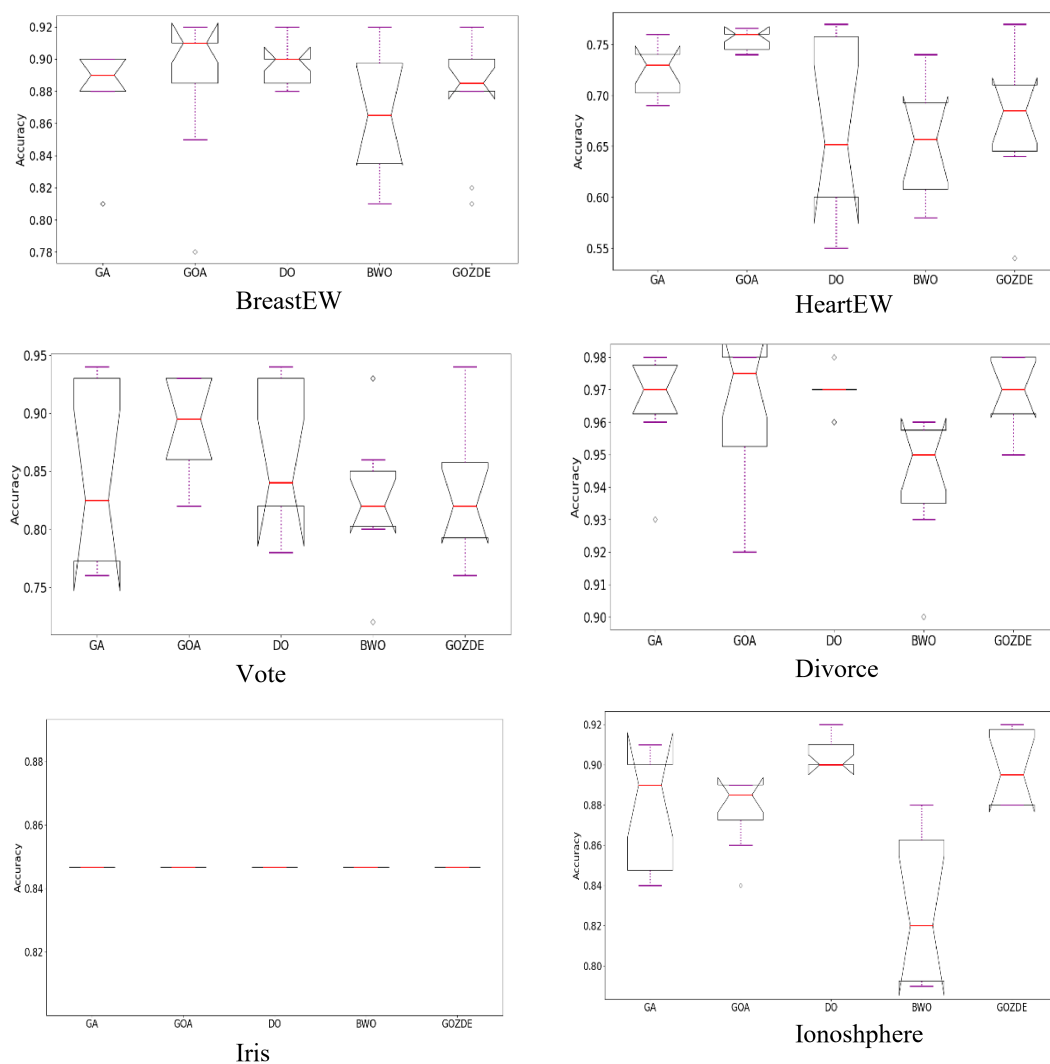 0.92
0.90
0.88
0.86
0.84
0.82
0.80
0.78
Accuracy
GA GOA DO BWO GOZDE
BreastEW
0.75
0.70
0.65
0.60
0.55
Accuracy
GA GOA DO BWO GOZDE
HeartEW
0.95
0.90
0.85
0.80
0.75
Accuracy
GA GOA DO BWO GOZDE
Vote
0.98
0.97
0.96
0.95
0.94
0.93
0.92
0.91
0.90
Accuracy
GA GOA DO BWO GOZDE
Divorce
0.88
0.86
0.84
0.82
Accuracy
GA GOA DO BWO GOZDE
Iris
0.92
0.90
0.88
0.86
0.84
0.82
0.80
Accuracy
GA GOA DO BWO GOZDE
Ionoshphere